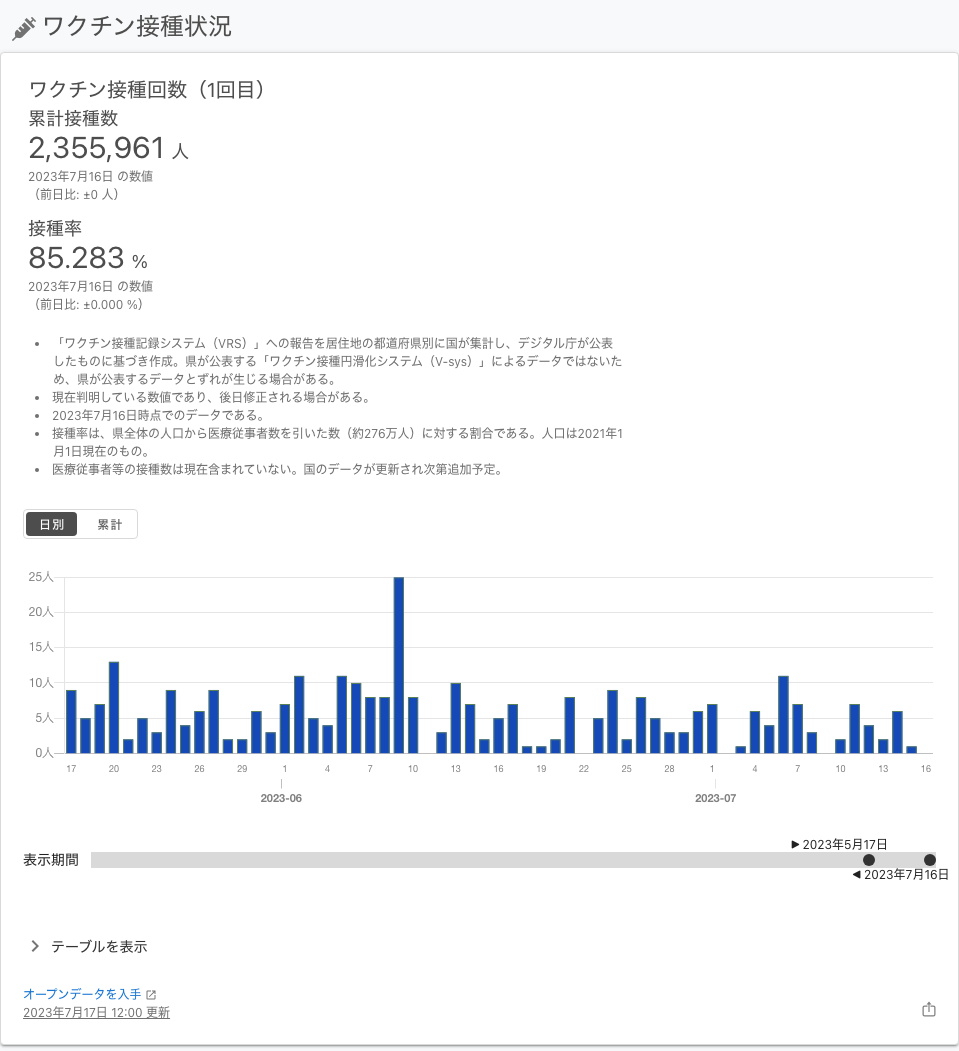 ワクチン接種状況
ワクチン接種回数（1回目）
累計接種数
2,355,961 人
2023年7月16日 の数値
（前日比: ±0 人）
接種率
85.283 %
2023年7月16日 の数値
（前日比: ±0.000 %）
• 「ワクチン接種記録システム（VRS）」への報告を居住地の都道府県別に国が集計し、デジタル庁が公表
したものに基づき作成。県が公表する「ワクチン接種円滑化システム（V-sys）」によるデータではないた
め、県が公表するデータとずれが生じる場合がある。
• 現在判明している数値であり、後日修正される場合がある。
• 2023年7月16日時点でのデータである。
• 接種率は、県全体の人口から医療従事者数を引いた数（約276万人）に対する割合である。人口は2021年1
月1日現在のもの。
• 医療従事者等の接種数は現在含まれていない。国のデータが更新され次第追加予定。
日別 累計
25人
20人
15人
10人
5人
0人
17 20 23 26 29 1 4 7 10 13 16 19 22 25 28 1 4 7 10 13 16
2023-06 2023-07
▶ 2023年5月17日
表示期間
◀ 2023年7月16日
テーブルを表示
オープンデータを入手
2023年7月17日 12:00 更新